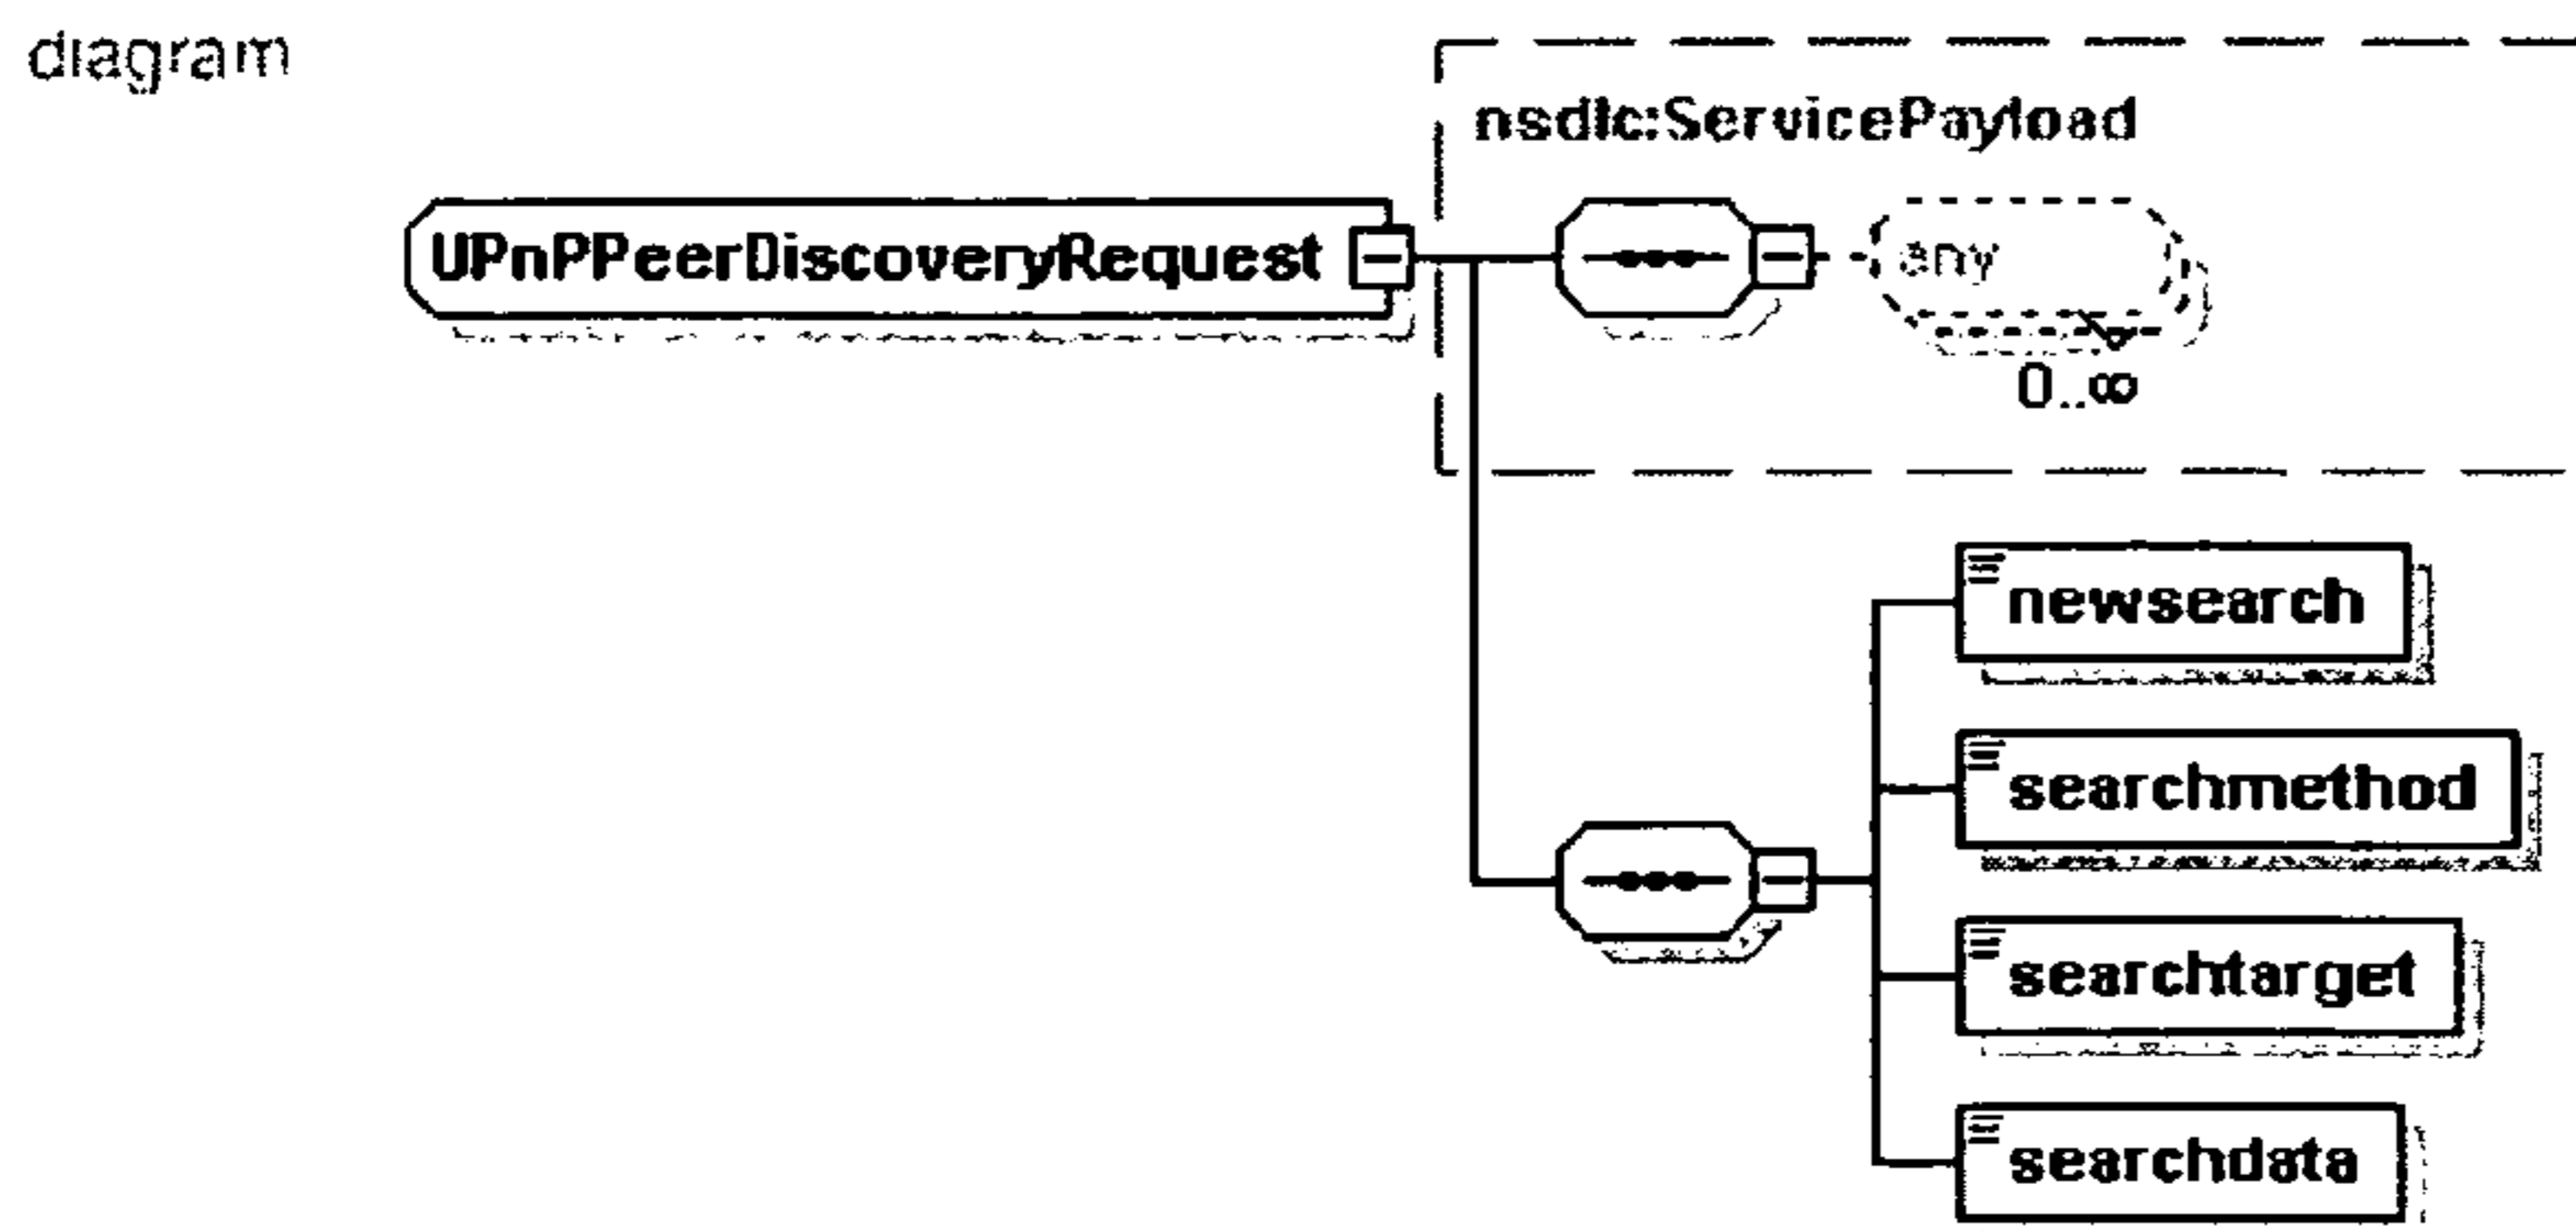 diagram
nsdlc:ServicePayload
UPnPPeerDiscoveryRequest
any
0..∞
newsearch
searchmethod
searchtarget
searchdata